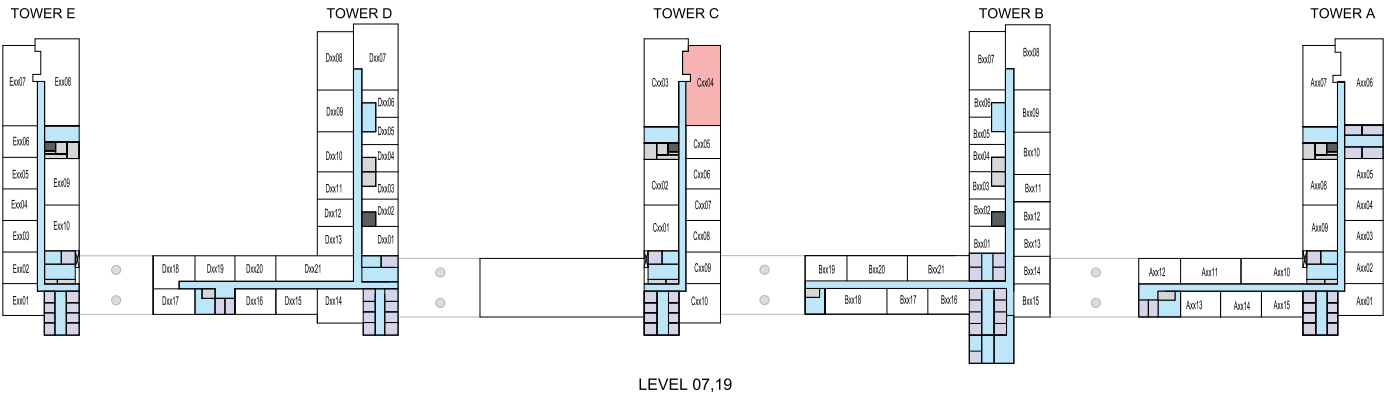 TOWER E
TOWER D
TOWER C
TOWER B
TOWER A
Exx07
Exx08
Exx06
Exx05
Exx09
Exx04
Exx03
Exx10
Exx02
Exx01
Dxx08
Dxx07
Dxx09
Dxx06
Dxx05
Dxx10
Dxx04
Dxx11
Dxx03
Dxx12
Dxx02
Dxx13
Dxx01
Dxx18
Dxx19
Dxx20
Dxx21
Dxx17
Dxx16
Dxx15
Dxx14
Cxx03
Cxx04
Cxx05
Cxx02
Cxx06
Cxx07
Cxx01
Cxx08
Cxx09
Cxx10
Bxx07
Bxx08
Bxx06
Bxx09
Bxx05
Bxx04
Bxx10
Bxx03
Bxx11
Bxx02
Bxx12
Bxx01
Bxx13
Bxx19
Bxx20
Bxx21
Bxx14
Bxx18
Bxx17
Bxx16
Bxx15
Axx07
Axx06
Axx08
Axx05
Axx04
Axx09
Axx03
Axx12
Axx11
Axx10
Axx02
Axx13
Axx14
Axx15
Axx01
LEVEL 07,19